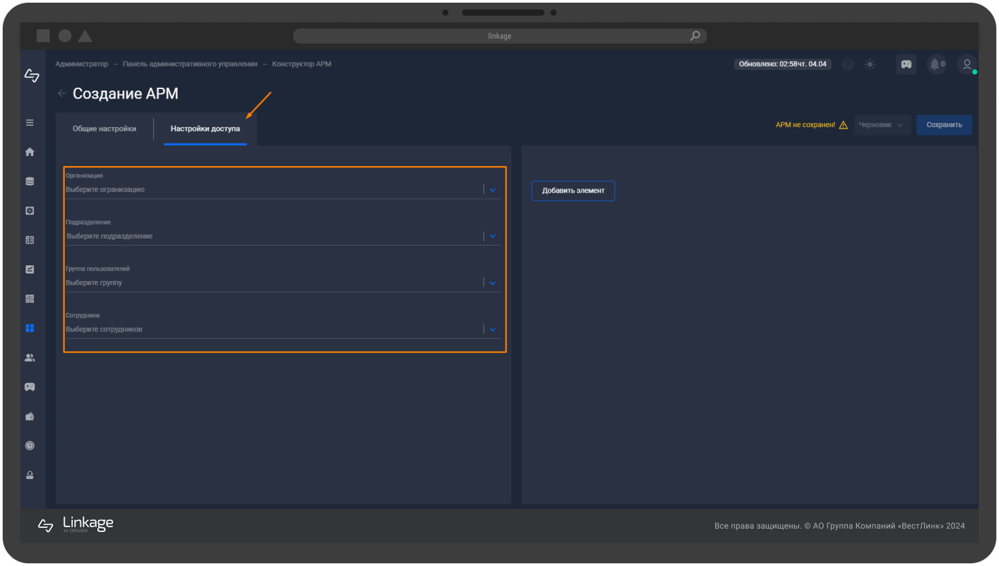 linkage
Администратор – Панель административного управления – Конструктор АРМ
Обновлено: 02:58чт. 04.04
0
Создание АРМ
Общие настройки
Настройки доступа
АРМ не сохранен!
Черновик
Сохранить
Организация
Выберите огранизацию
Подразделение
Выберите подразделение
Группа пользователей
Выберите группу
Сотрудники
Выберите сотрудников
Добавить элемент
Linkage
AI DRIVEN
Все права защищены. © АО Группа Компаний «ВестЛинк» 2024